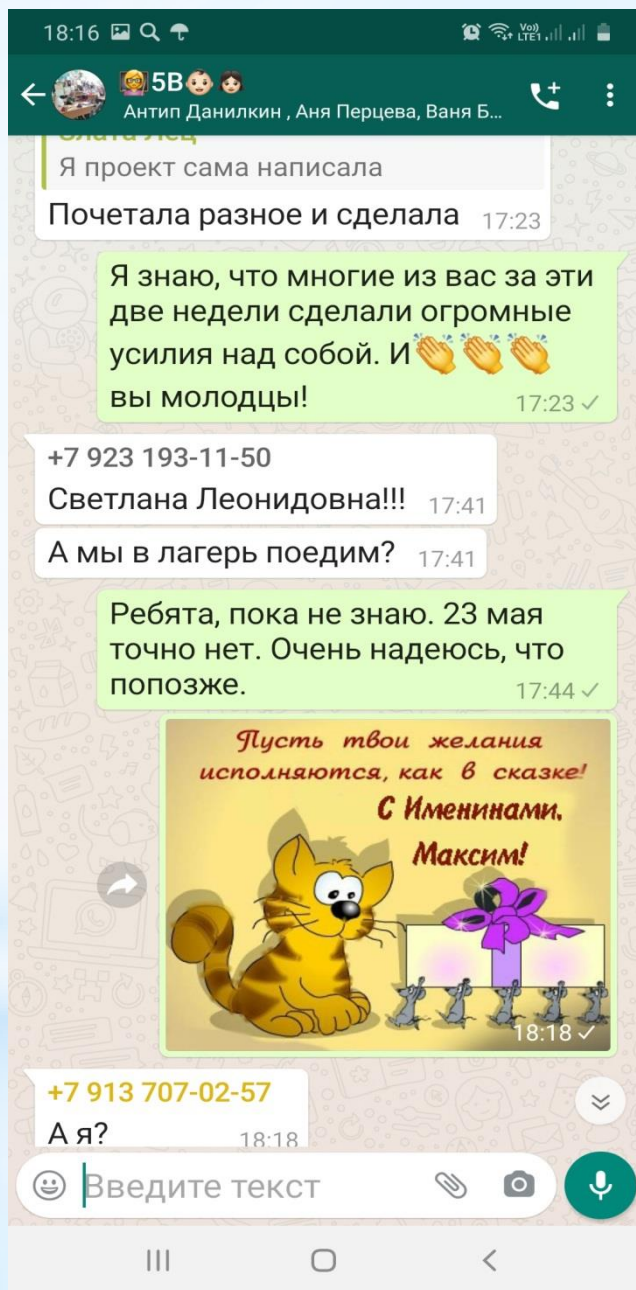 18:16
Vo))
LTE1
5В
Антип Данилкин , Аня Перцева, Ваня Б...
Злата Лец
Я проект сама написала
Почетала разное и сделала 17:23
Я знаю, что многие из вас за эти
две недели сделали огромные
усилия над собой. И
вы молодцы! 17:23
+7 923 193-11-50
Светлана Леонидовна!!! 17:41
А мы в лагерь поедим? 17:41
Ребята, пока не знаю. 23 мая
точно нет. Очень надеюсь, что
попозже. 17:44
Пусть твои желания
исполняются, как в сказке!
С Именинами,
Максим!
18:18
+7 913 707-02-57
А я? 18:18
Введите текст